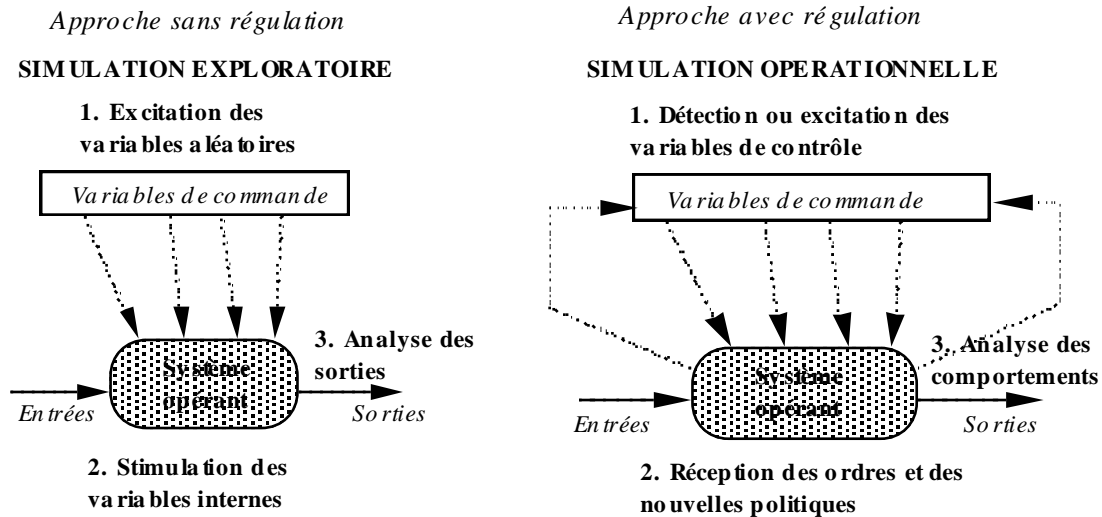 Approche sans régulation
SIMULATION EXPLORATOIRE
1. Excitation des
variables aléatoires
Variables de commande
3. Analyse des
sorties
Système
opérant
Entrées
Sorties
2. Stimulation des
variables internes
Approche avec régulation
SIMULATION OPERATIONNELLE
1. Détection ou excitation des
variables de contrôle
Variables de commande
3. Analyse des
comportements
Système
opérant
Entrées
Sorties
2. Réception des ordres et des
nouvelles politiques